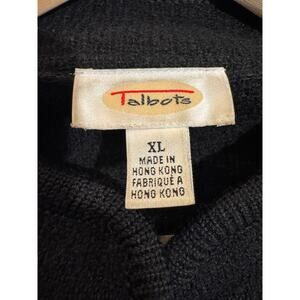 Talbots
XL
MADE IN
HONG KONG
FABRIQUÉ A
HONG KONG